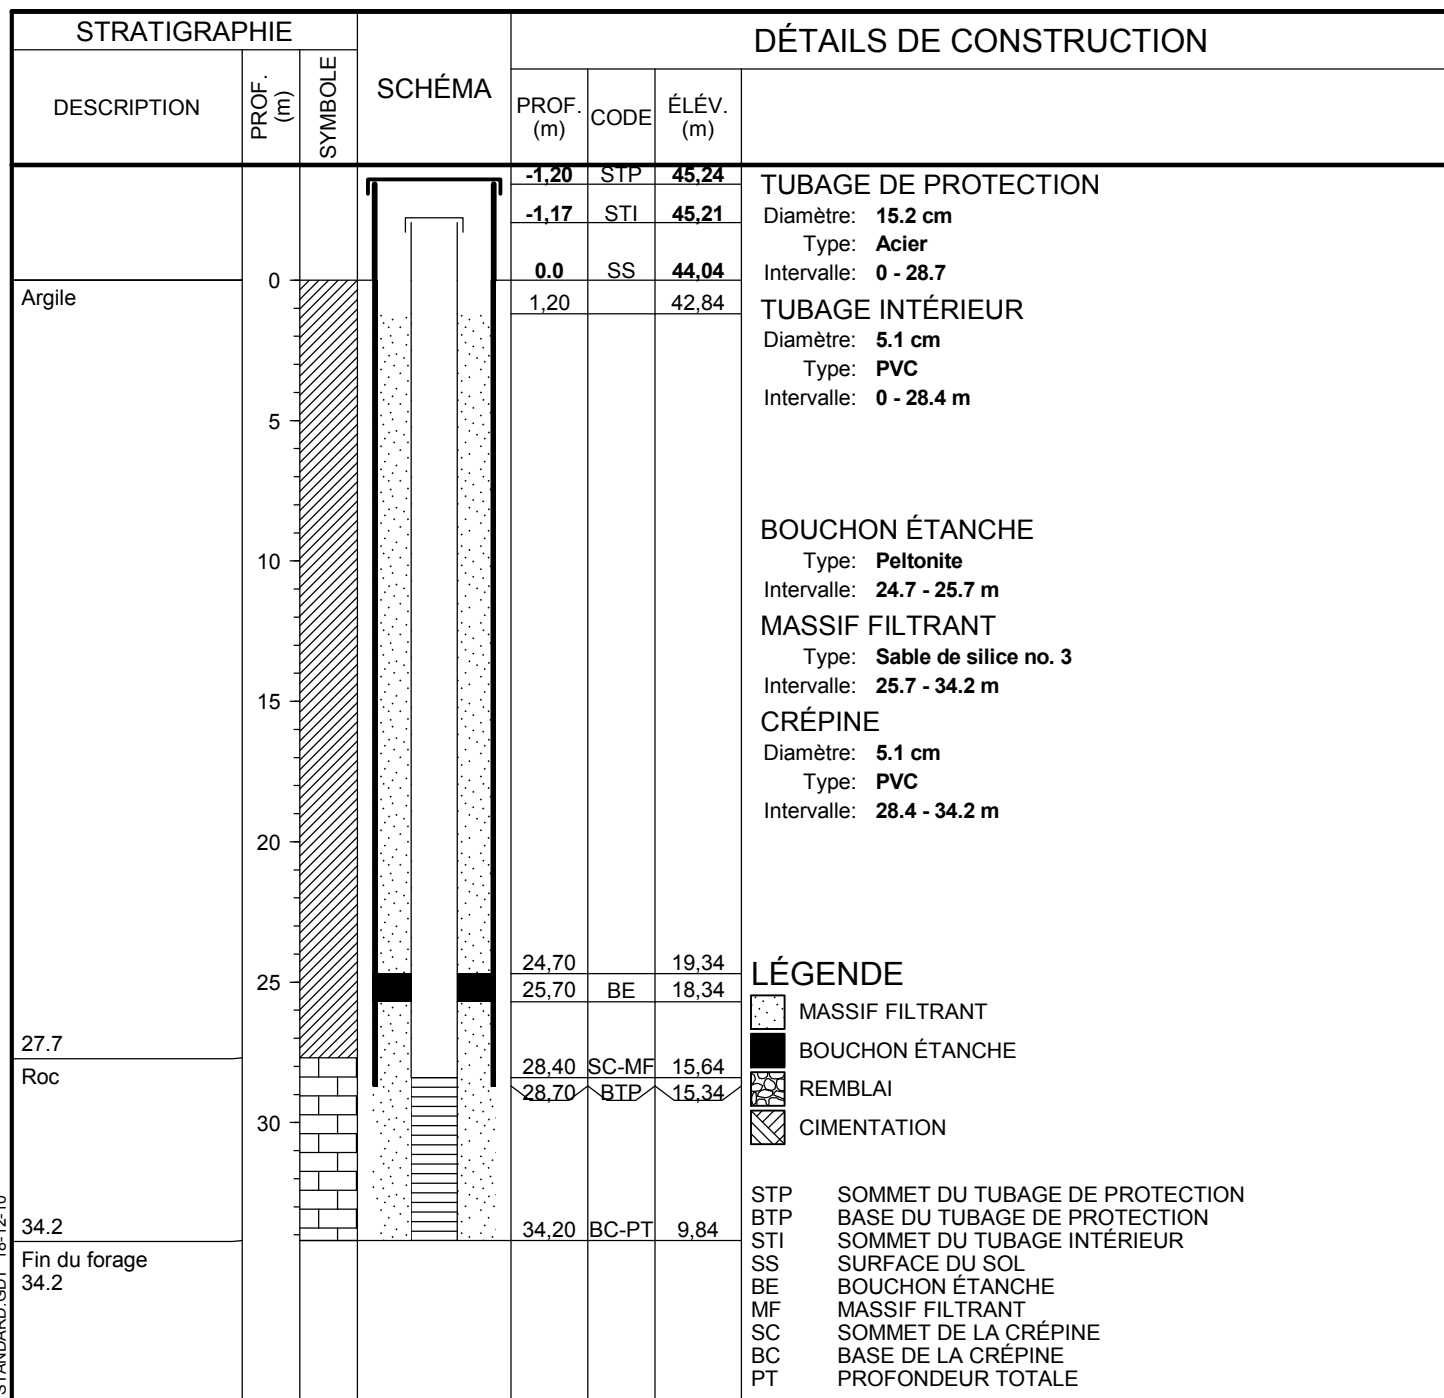 STRATIGRAPHIE
DESCRIPTION
PROF. (m)
SYMBOLE
SCHÉMA
DÉTAILS DE CONSTRUCTION
PROF. (m)
CODE
ÉLÉV. (m)
-1,20 STP 45,24
-1,17 STI 45,21
0.0 SS 44,04
1,20 42,84
24,70 19,34
25,70 BE 18,34
28,40 SC-MF 15,64
28,70 BTP 15,34
34,20 BC-PT 9,84
Argile
27.7
Roc
34.2
Fin du forage
34.2
0
5
10
15
20
25
30
TUBAGE DE PROTECTION
Diamètre: 15.2 cm
Type: Acier
Intervalle: 0 - 28.7
TUBAGE INTÉRIEUR
Diamètre: 5.1 cm
Type: PVC
Intervalle: 0 - 28.4 m
BOUCHON ÉTANCHE
Type: Peltonite
Intervalle: 24.7 - 25.7 m
MASSIF FILTRANT
Type: Sable de silice no. 3
Intervalle: 25.7 - 34.2 m
CRÉPINE
Diamètre: 5.1 cm
Type: PVC
Intervalle: 28.4 - 34.2 m
LÉGENDE
MASSIF FILTRANT
BOUCHON ÉTANCHE
REMBLAI
CIMENTATION
STP SOMMET DU TUBAGE DE PROTECTION
BTP BASE DU TUBAGE DE PROTECTION
STI SOMMET DU TUBAGE INTÉRIEUR
SS SURFACE DU SOL
BE BOUCHON ÉTANCHE
MF MASSIF FILTRANT
SC SOMMET DE LA CRÉPINE
BC BASE DE LA CRÉPINE
PT PROFONDEUR TOTALE
STANDARD.GDT 18-12-10